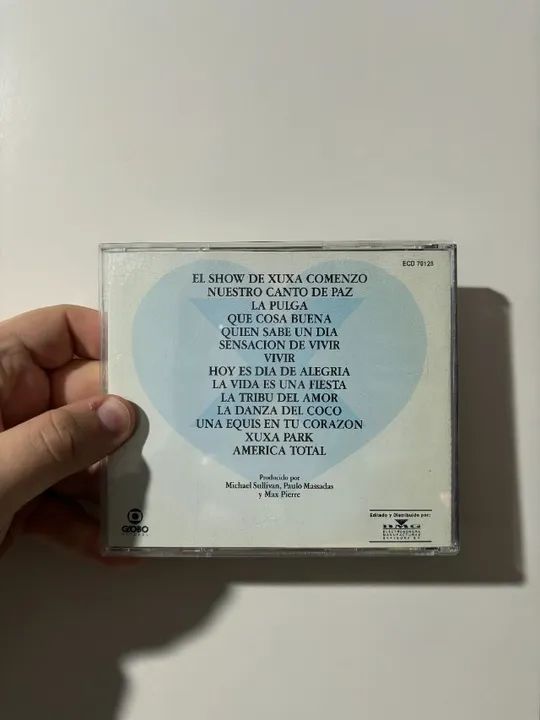 ECD 70128
EL SHOW DE XUXA COMENZO
NUESTRO CANTO DE PAZ
LA PULGA
QUE COSA BUENA
QUIEN SABE UN DIA
SENSACION DE VIVIR
VIVIR
HOY ES DIA DE ALEGRIA
LA VIDA ES UNA FIESTA
LA TRIBU DEL AMOR
LA DANZA DEL COCO
UNA EQUIS EN TU CORAZON
XUXA PARK
AMERICA TOTAL
Producido por
Michael Sullivan, Paulo Massadas
y Max Pierre
GLOBO
Editado y Distribuido por:
BMG